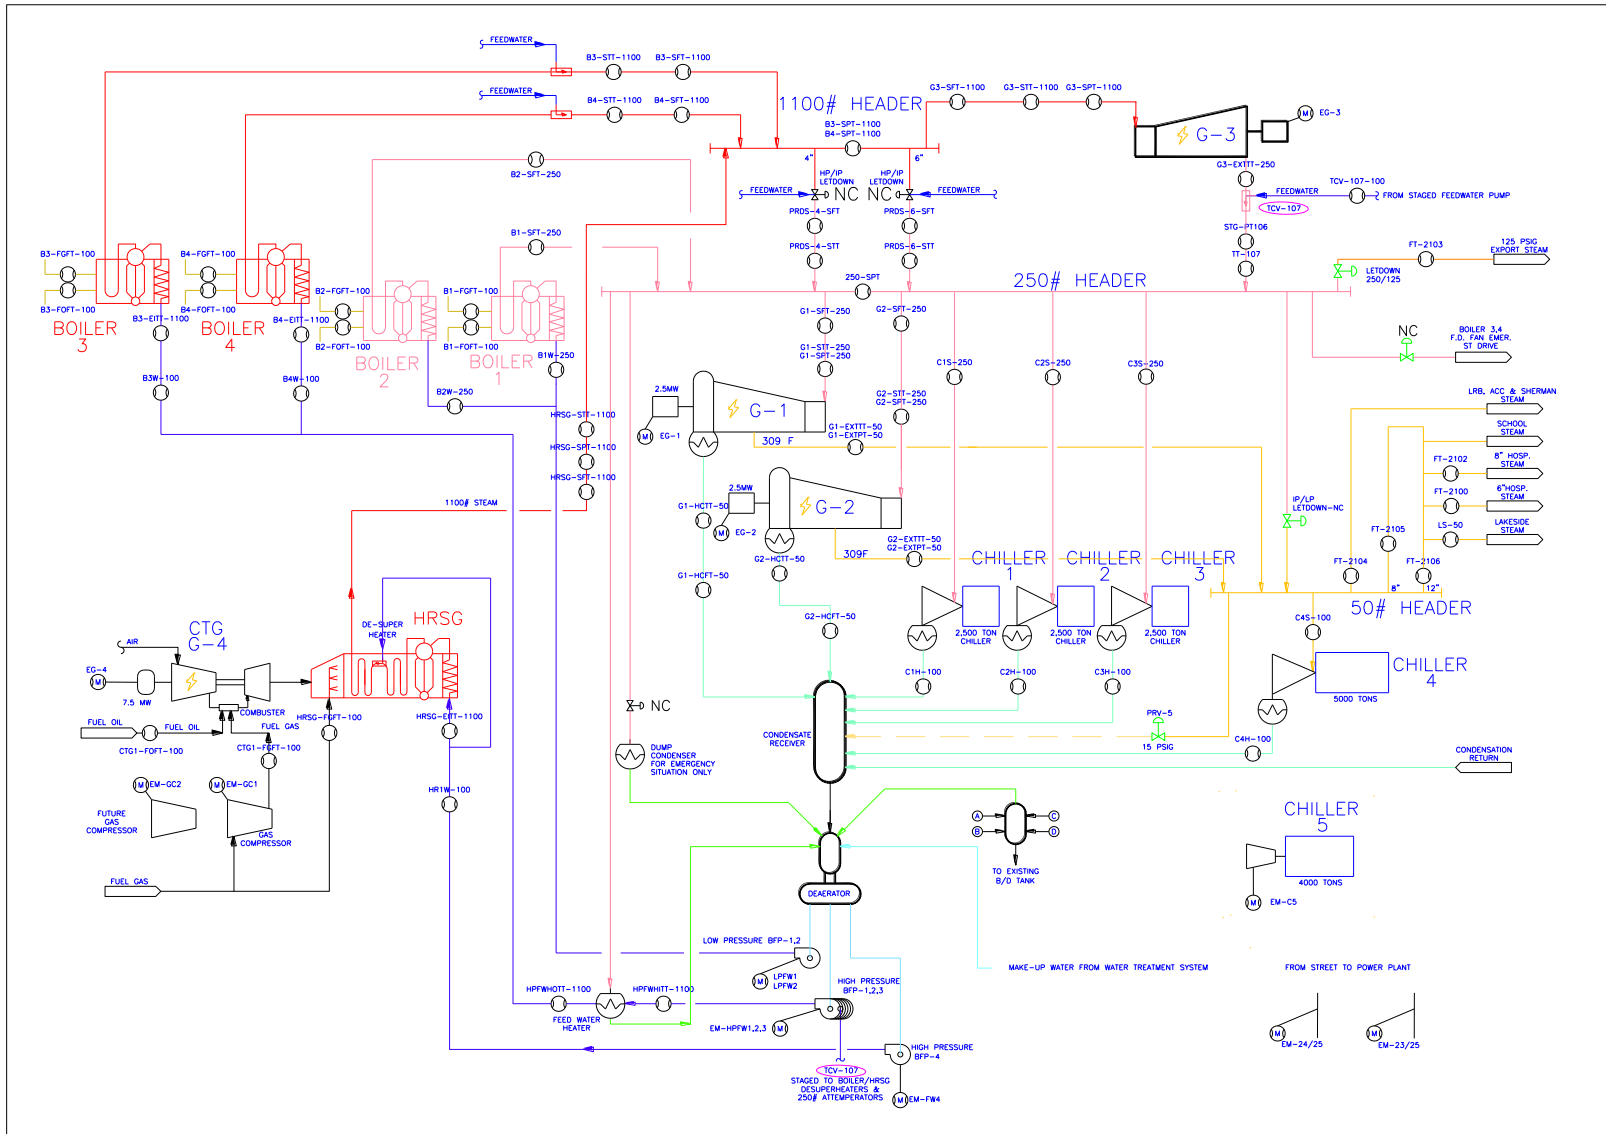 FEEDWATER
B3-STT-1100
B3-SFT-1100
FEEDWATER
B4-STT-1100
B4-SFT-1100
1100# HEADER
B3-SPT-1100
B4-SPT-1100
G3-SFT-1100
G3-STT-1100
G3-SPT-1100
G-3
M
EG-3
4"
6"
B2-SFT-250
HP/IP
LETDOWN
NC
NC
HP/IP
LETDOWN
FEEDWATER
FEEDWATER
G3-EXTTT-250
FEEDWATER
TCV-107-100
FROM STAGED FEEDWATER PUMP
TCV-107
PRDS-4-SFT
PRDS-6-SFT
STG-PT106
B1-SFT-250
PRDS-4-STT
PRDS-6-STT
TT-107
FT-2103
125 PSIG
EXPORT STEAM
LETDOWN
250/125
B3-FGFT-100
B4-FGFT-100
B3-FOFT-100
B4-FOFT-100
B2-FGFT-100
B1-FGFT-100
B2-FOFT-100
B1-FOFT-100
B3-EITT-1100
B4-EITT-1100
BOILER
3
BOILER
4
BOILER
2
BOILER
1
250-SPT
250# HEADER
G1-SFT-250
G2-SFT-250
G1-STT-250
G1-SPT-250
NC
BOILER 3,4
F.D. FAN EMER.
ST DRIVE
B3W-100
B4W-100
B2W-250
B1W-250
C1S-250
C2S-250
C3S-250
2.5MW
G-1
M
EG-1
G2-STT-250
G2-SPT-250
309 F
G1-EXTTT-50
G1-EXTPT-50
LRB, ACC & SHERMAN
STEAM
SCHOOL
STEAM
FT-2102
8" HOSP.
STEAM
FT-2100
6"HOSP.
STEAM
LS-50
LAKESIDE
STEAM
HRSG-STT-1100
HRSG-SPT-1100
HRSG-SFT-1100
1100# STEAM
2.5MW
G-2
M
EG-2
G1-HCTT-50
G2-HCTT-50
309F
G2-EXTTT-50
G2-EXTPT-50
IP/LP
LETDOWN-NC
FT-2105
FT-2104
FT-2106
8"
12"
50# HEADER
G1-HCFT-50
G2-HCFT-50
CHILLER
1
CHILLER
2
CHILLER
3
2,500 TON
CHILLER
2,500 TON
CHILLER
2,500 TON
CHILLER
C1H-100
C2H-100
C3H-100
C4S-100
CHILLER
4
5000 TONS
CTG
G-4
HRSG
DE-SUPER
HEATER
AIR
EG-4
M
7.5 MW
COMBUSTER
FUEL OIL
FUEL OIL
FUEL GAS
CTG1-FOFT-100
CTG1-FGFT-100
HRSG-FGFT-100
HRSG-EITT-1100
M
EM-GC2
M
EM-GC1
FUTURE
GAS
COMPRESSOR
GAS
COMPRESSOR
FUEL GAS
HR1W-100
NC
DUMP
CONDENSER
FOR EMERGENCY
SITUATION ONLY
CONDENSATE
RECEIVER
PRV-5
15 PSIG
C4H-100
CONDENSATION
RETURN
A
B
C
D
TO EXISTING
B/D TANK
DEAERATOR
CHILLER
5
4000 TONS
M
EM-C5
LOW PRESSURE BFP-1,2
M
LPFW1
LPFW2
HIGH PRESSURE
BFP-1,2,3
MAKE-UP WATER FROM WATER TREATMENT SYSTEM
FROM STREET TO POWER PLANT
HPFWHOTT-1100
HPFWHITT-1100
FEED WATER
HEATER
EM-HPFW1,2,3
M
HIGH PRESSURE
BFP-4
M
EM-24/25
M
EM-23/25
TCV-107
STAGED TO BOILER/HRSG
DESUPERHEATERS &
250# ATTEMPERATORS
M
EM-FW4